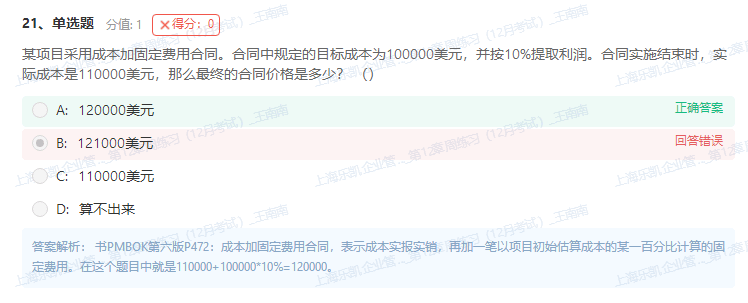 21、单选题 分值: 1 ✕得分：0
某项目采用成本加固定费用合同。合同中规定的目标成本为100000美元，并按10%提取利润。合同实施结束时，实
际成本是110000美元，那么最终的合同价格是多少？（）
A: 120000美元 正确答案
B: 121000美元 回答错误
C: 110000美元
D: 算不出来
答案解析： 书PMBOK第六版P472：成本加固定费用合同，表示成本实报实销，再加一笔以项目初始估算成本的某一百分比计算的固
定费用。在这个题目中就是110000+100000*10%=120000。
上海乐凯企业管..._第12章周练习（12月考试）_王南南